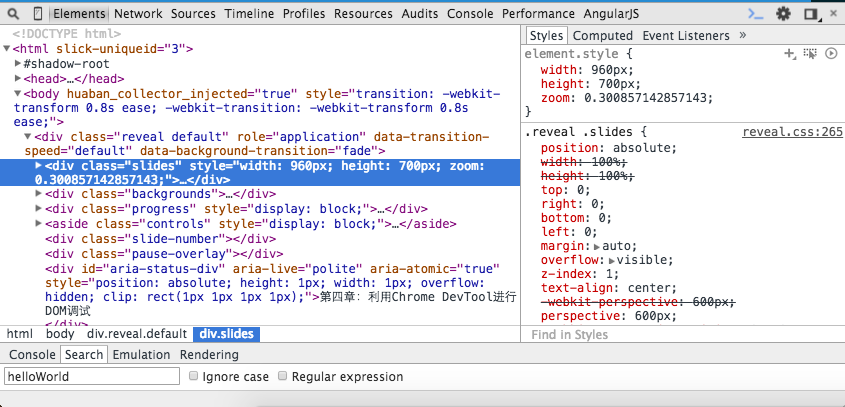 Elements Network Sources Timeline Profiles Resources Audits Console Performance AngularJS
<!DOCTYPE html>
<html slick-uniqueid="3">
#shadow-root
<head>…</head>
<body huaban_collector_injected="true" style="transition: -webkit-
transform 0.8s ease; -webkit-transition: -webkit-transform 0.8s
ease;">
<div class="reveal default" role="application" data-transition-
speed="default" data-background-transition="fade">
<div class="slides" style="width: 960px; height: 700px; zoom:
0.300857142857143;">…</div>
<div class="backgrounds">…</div>
<div class="progress" style="display: block;">…</div>
<aside class="controls" style="display: block;">…</aside>
<div class="slide-number"></div>
<div class="pause-overlay"></div>
<div id="aria-status-div" aria-live="polite" aria-atomic="true"
style="position: absolute; height: 1px; width: 1px; overflow:
hidden; clip: rect(1px 1px 1px 1px);">第四章：利用Chrome DevTool进行
DOM调试
</div>
html body div.reveal.default div.slides
Styles Computed Event Listeners »
element.style {
width: 960px;
height: 700px;
zoom: 0.300857142857143;
}
.reveal .slides { reveal.css:265
position: absolute;
width: 100%;
height: 100%;
top: 0;
right: 0;
bottom: 0;
left: 0;
margin: auto;
overflow: visible;
z-index: 1;
text-align: center;
-webkit-perspective: 600px;
perspective: 600px;
Find in Styles
Console Search Emulation Rendering
helloWorld Ignore case Regular expression